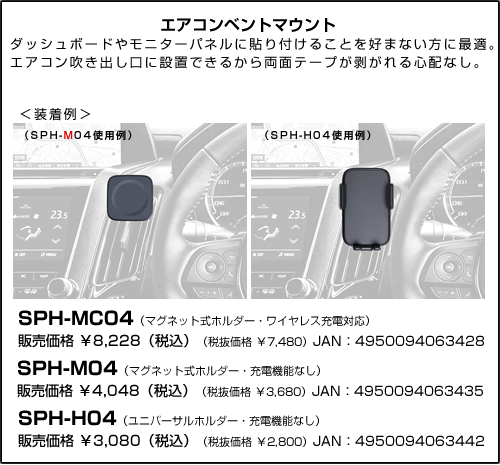 エアコンベントマウント
ダッシュボードやモニターパネルに貼り付けることを好まない方に最適。
エアコン吹き出し口に設置できるから両面テープが剥がれる心配なし。
＜装着例＞
（SPH-M04使用例）
（SPH-H04使用例）
23.5
23.5
SPH-MC04（マグネット式ホルダー・ワイヤレス充電対応）
販売価格 ￥8,228（税込）（税抜価格 ￥7,480）JAN：4950094063428
SPH-M04（マグネット式ホルダー・充電機能なし）
販売価格 ￥4,048（税込）（税抜価格 ￥3,680）JAN：4950094063435
SPH-H04（ユニバーサルホルダー・充電機能なし）
販売価格 ￥3,080（税込）（税抜価格 ￥2,800）JAN：4950094063442